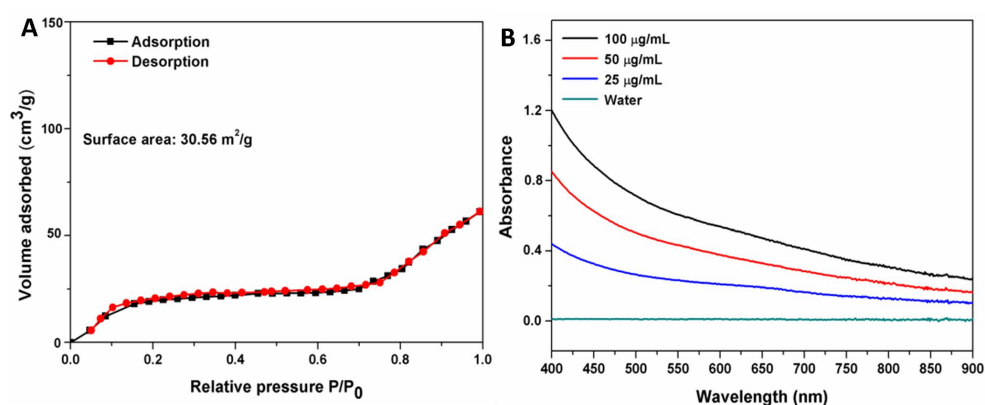 A
Adsorption
Desorption
Surface area: 30.56 m²/g
Volume adsorbed (cm³/g)
150
100
50
0
0.0 0.2 0.4 0.6 0.8 1.0
Relative pressure P/P₀
B
100 μg/mL
50 μg/mL
25 μg/mL
Water
Absorbance
1.6
1.2
0.8
0.4
0.0
400 450 500 550 600 650 700 750 800 850 900
Wavelength (nm)